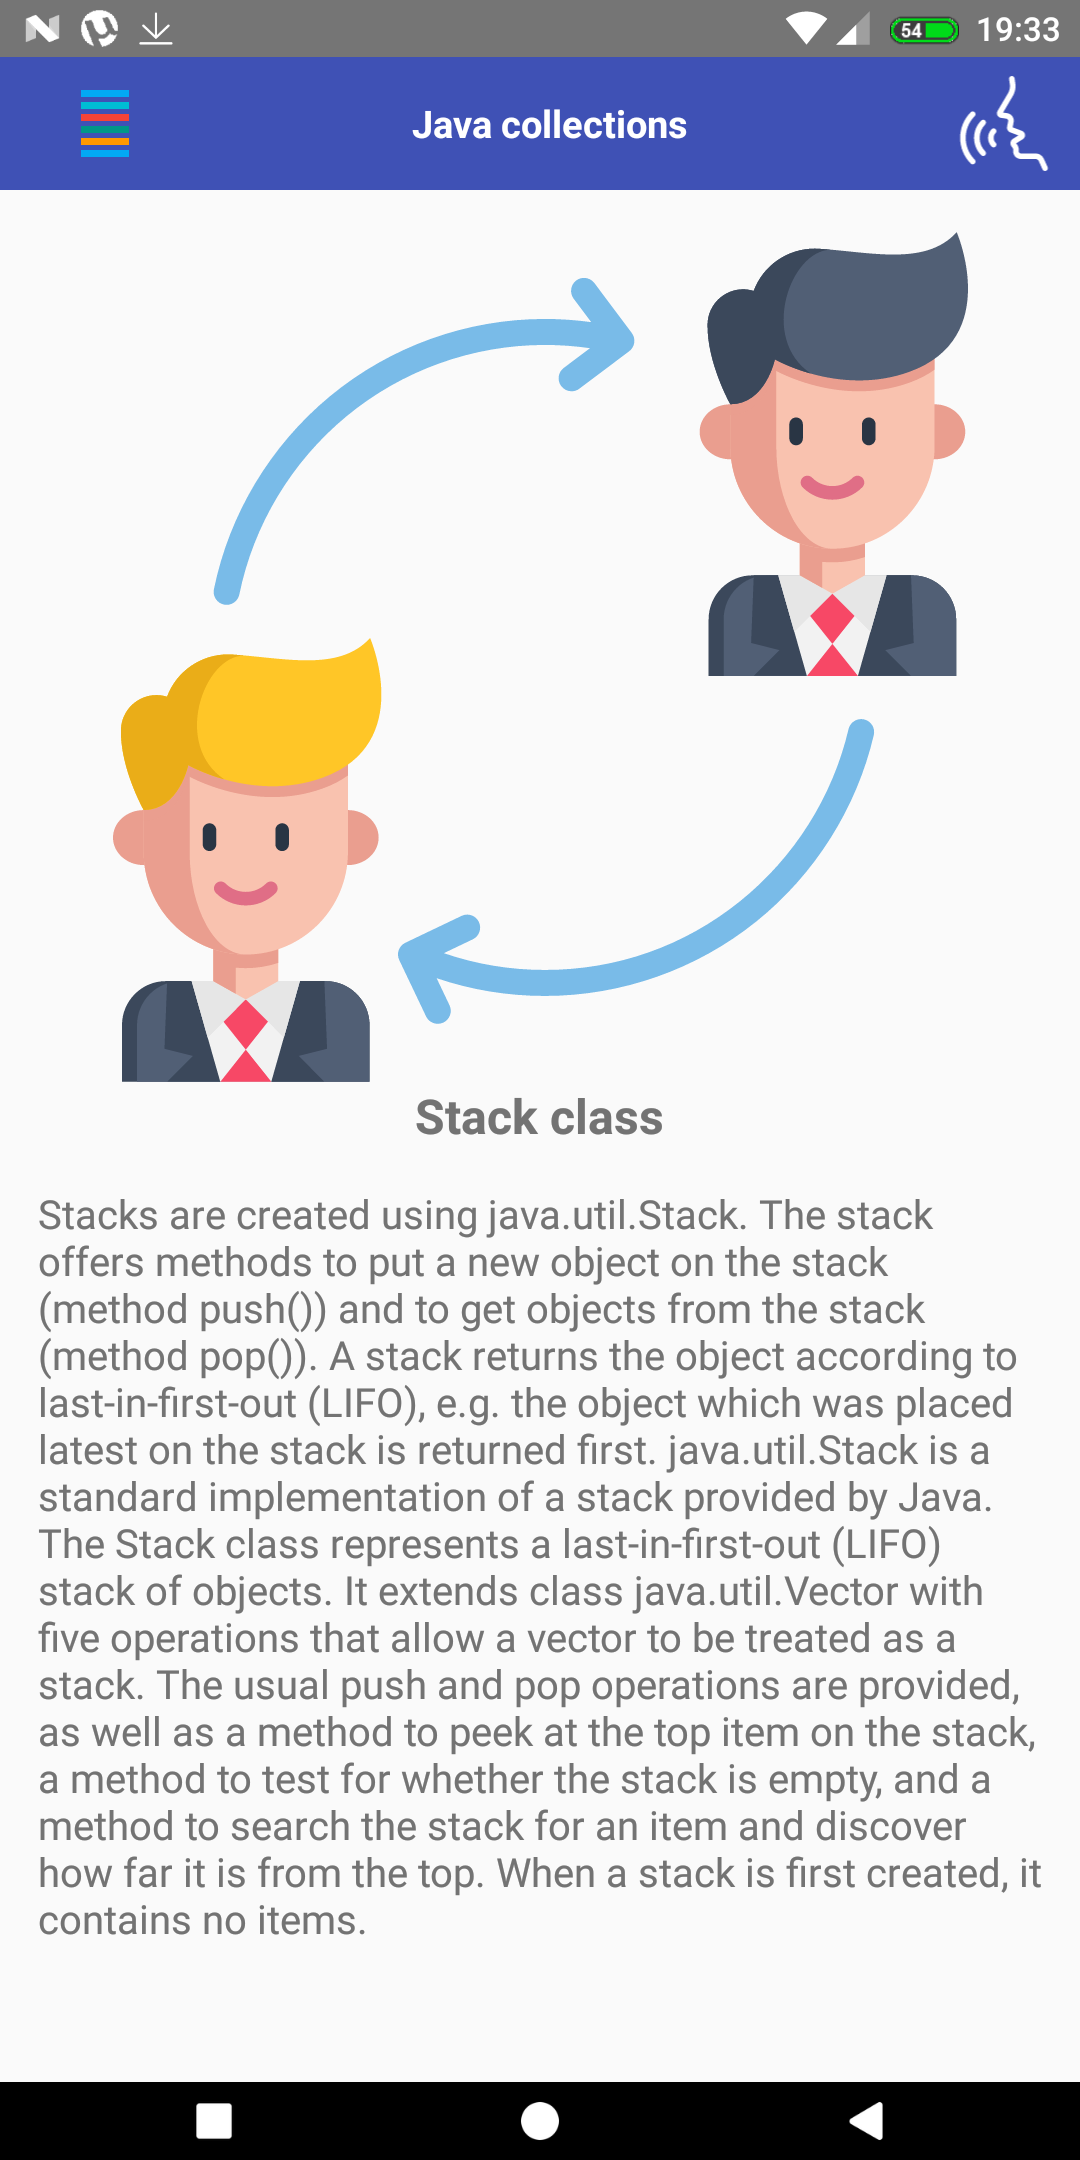 54 19:33
Java collections
Stack class
Stacks are created using java.util.Stack. The stack
offers methods to put a new object on the stack
(method push()) and to get objects from the stack
(method pop()). A stack returns the object according to
last-in-first-out (LIFO), e.g. the object which was placed
latest on the stack is returned first. java.util.Stack is a
standard implementation of a stack provided by Java.
The Stack class represents a last-in-first-out (LIFO)
stack of objects. It extends class java.util.Vector with
five operations that allow a vector to be treated as a
stack. The usual push and pop operations are provided,
as well as a method to peek at the top item on the stack,
a method to test for whether the stack is empty, and a
method to search the stack for an item and discover
how far it is from the top. When a stack is first created, it
contains no items.